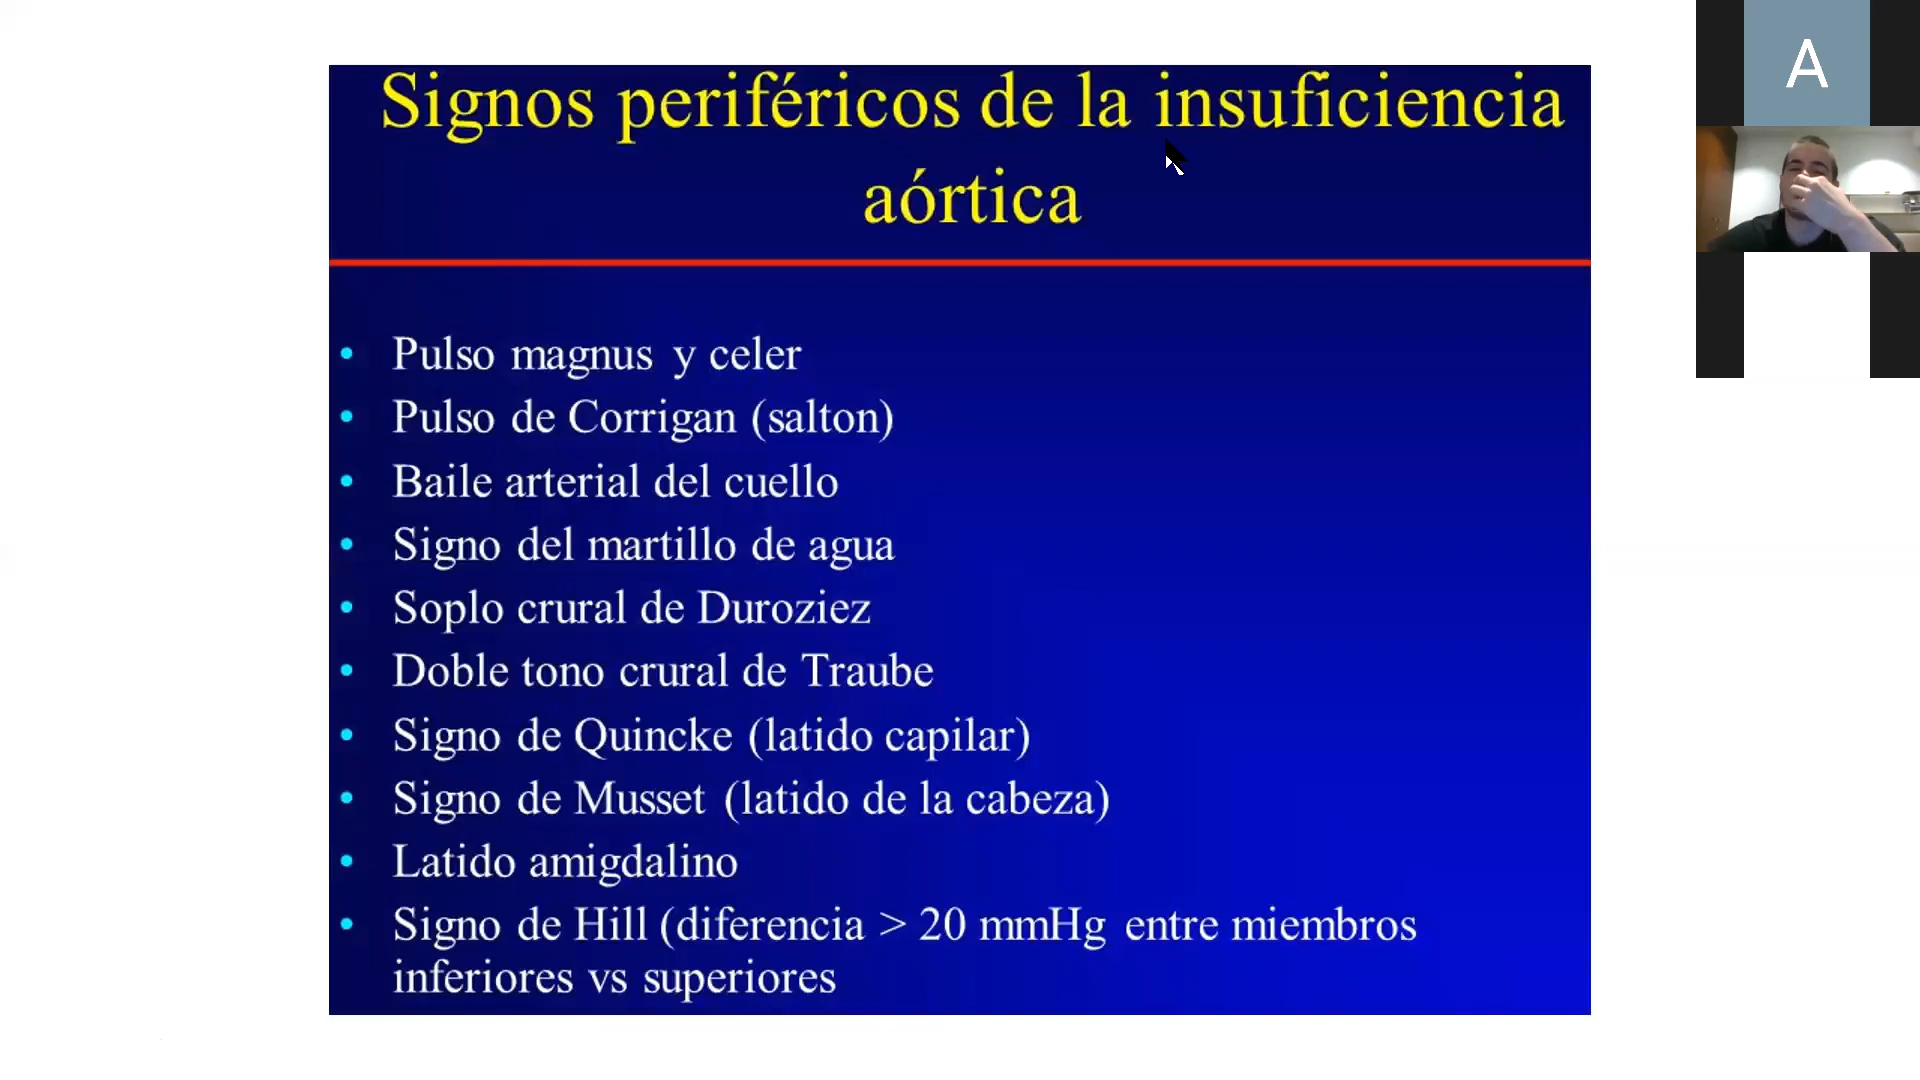 Signos periféricos de la insuficiencia
aórtica
• Pulso magnus y celer
• Pulso de Corrigan (salton)
• Baile arterial del cuello
• Signo del martillo de agua
• Soplo crural de Duroziez
• Doble tono crural de Traube
• Signo de Quincke (latido capilar)
• Signo de Musset (latido de la cabeza)
• Latido amigdalino
• Signo de Hill (diferencia > 20 mmHg entre miembros
inferiores vs superiores
A